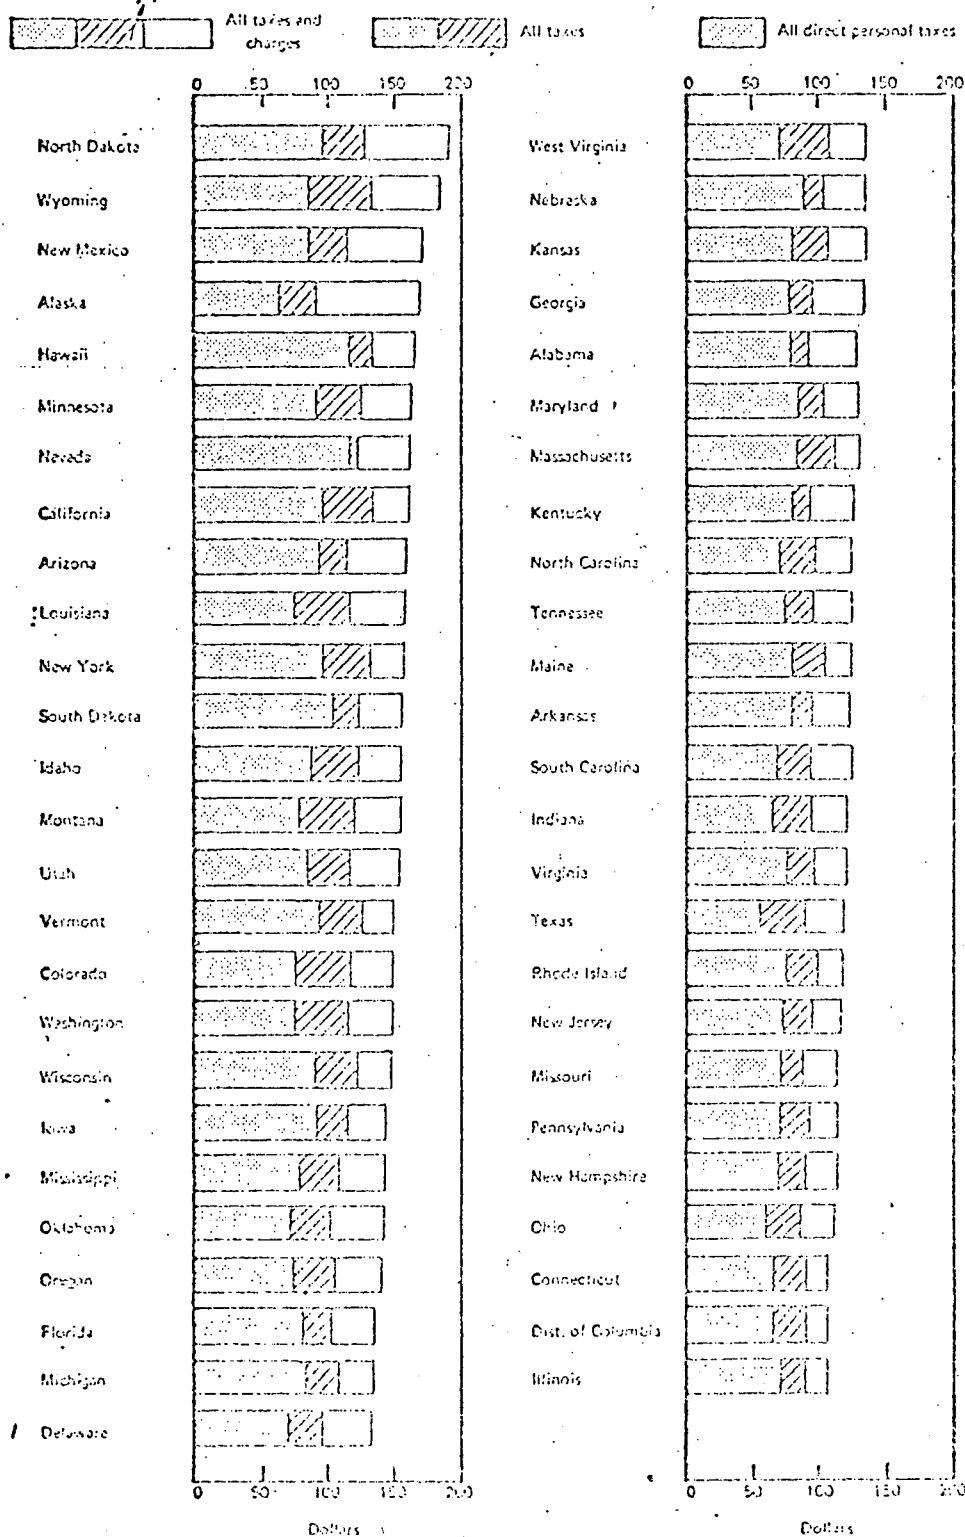 All taxes and
charges
All taxes
All direct personal taxes
0 50 100 150 200
0 50 100 150 200
North Dakota
Wyoming
New Mexico
Alaska
Hawaii
Minnesota
Nevada
California
Arizona
Louisiana
New York
South Dakota
Idaho
Montana
Utah
Vermont
Colorado
Washington
Wisconsin
Iowa
Mississippi
Oklahoma
Oregon
Florida
Michigan
Delaware
0 50 100 150 200
Dollars
West Virginia
Nebraska
Kansas
Georgia
Alabama
Maryland
Massachusetts
Kentucky
North Carolina
Tennessee
Maine
Arkansas
South Carolina
Indiana
Virginia
Texas
Rhode Island
New Jersey
Missouri
Pennsylvania
New Hampshire
Ohio
Connecticut
Dist. of Columbia
Illinois
0 50 100 150 200
Dollars